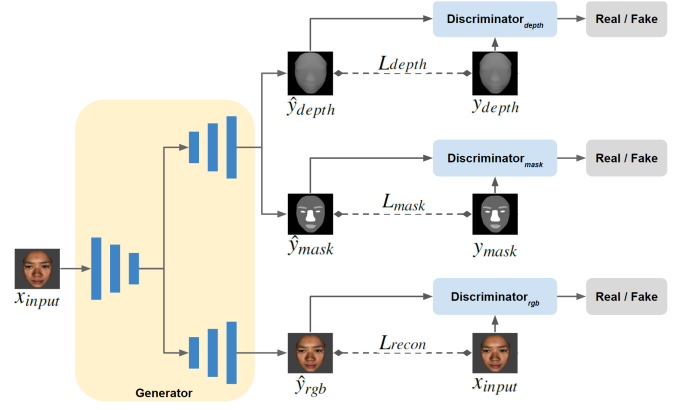 Discriminator_depth
Real / Fake
L_depth
ŷ_depth
y_depth
Discriminator_mask
Real / Fake
L_mask
ŷ_mask
y_mask
x_input
Discriminator_rgb
Real / Fake
L_recon
ŷ_rgb
x_input
Generator